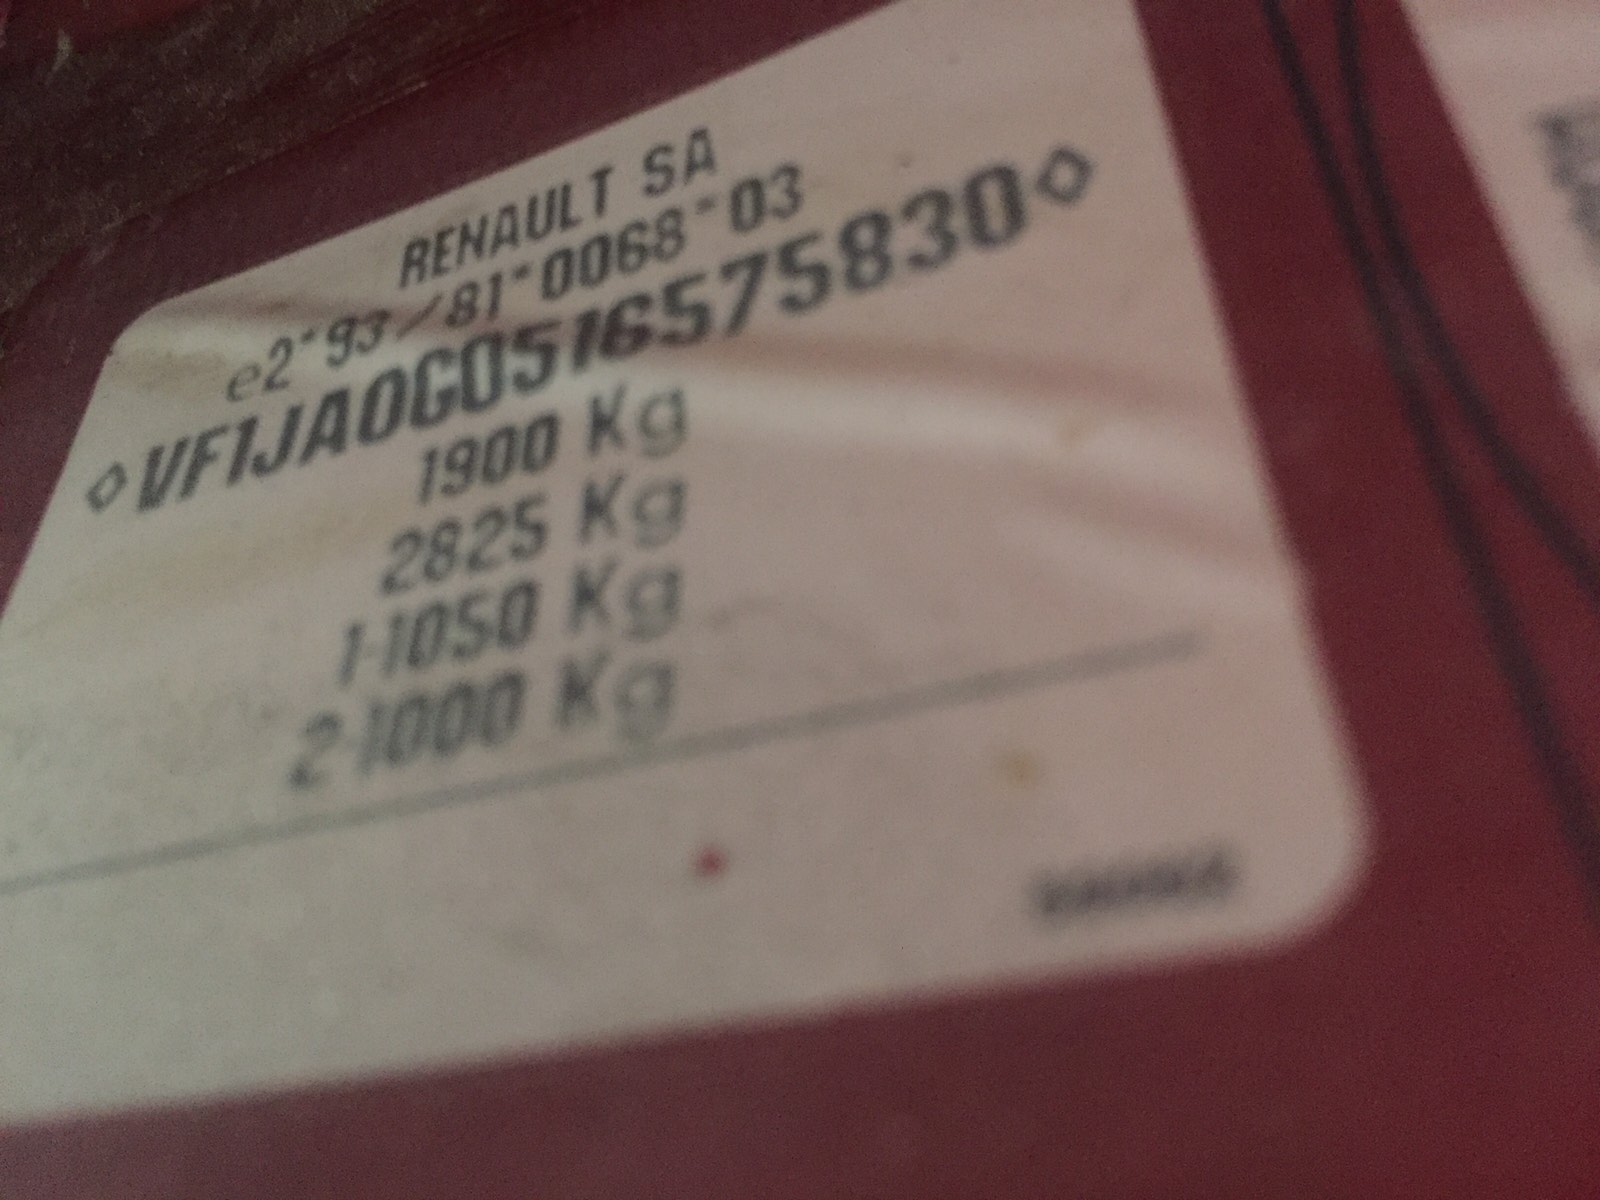 RENAULT SA
e2*93/81*0068*03
◇VF1JA0G0516575830◇
1900 Kg
2825 Kg
1-1050 Kg
2-1000 Kg